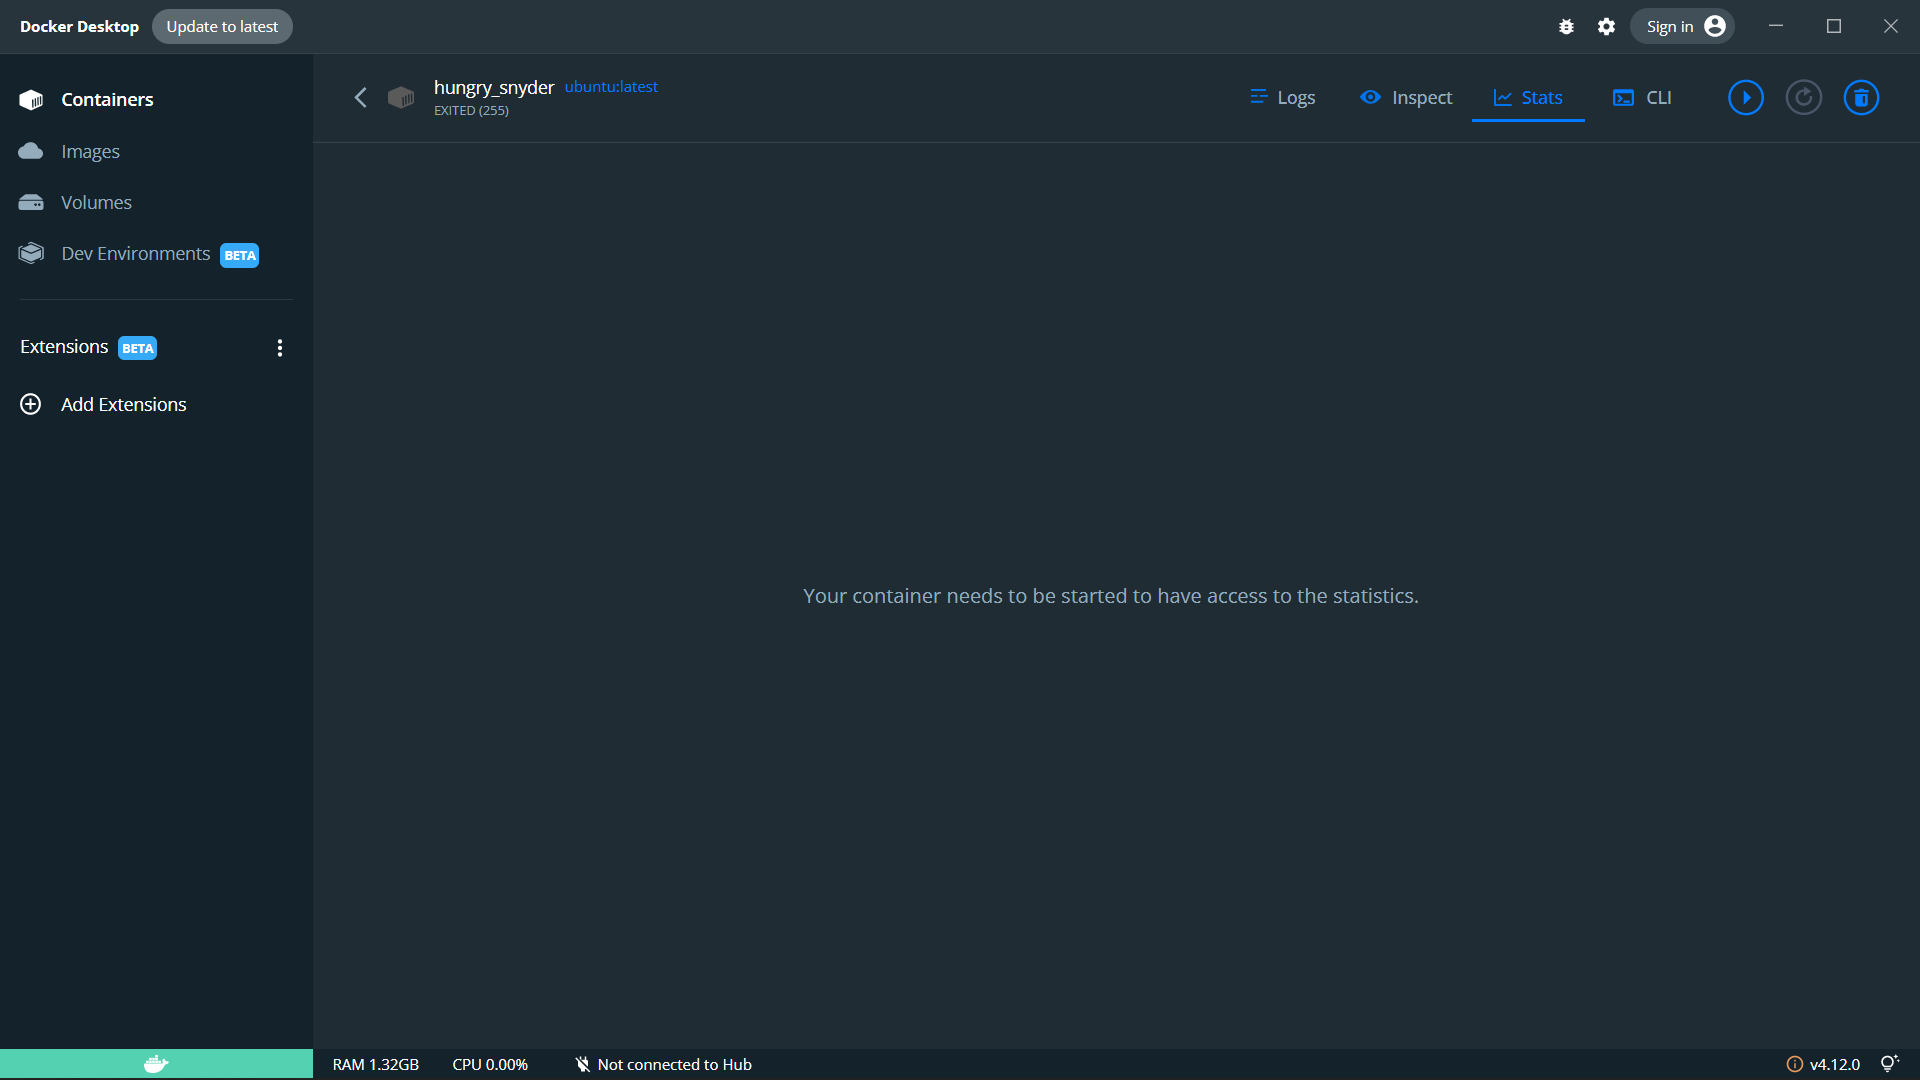 Docker Desktop Update to latest Sign in
Containers
Images
Volumes
Dev Environments BETA
Extensions BETA
Add Extensions
hungry_snyder ubuntu:latest
EXITED (255)
Logs Inspect Stats CLI
Your container needs to be started to have access to the statistics.
RAM 1.32GB CPU 0.00% Not connected to Hub v4.12.0